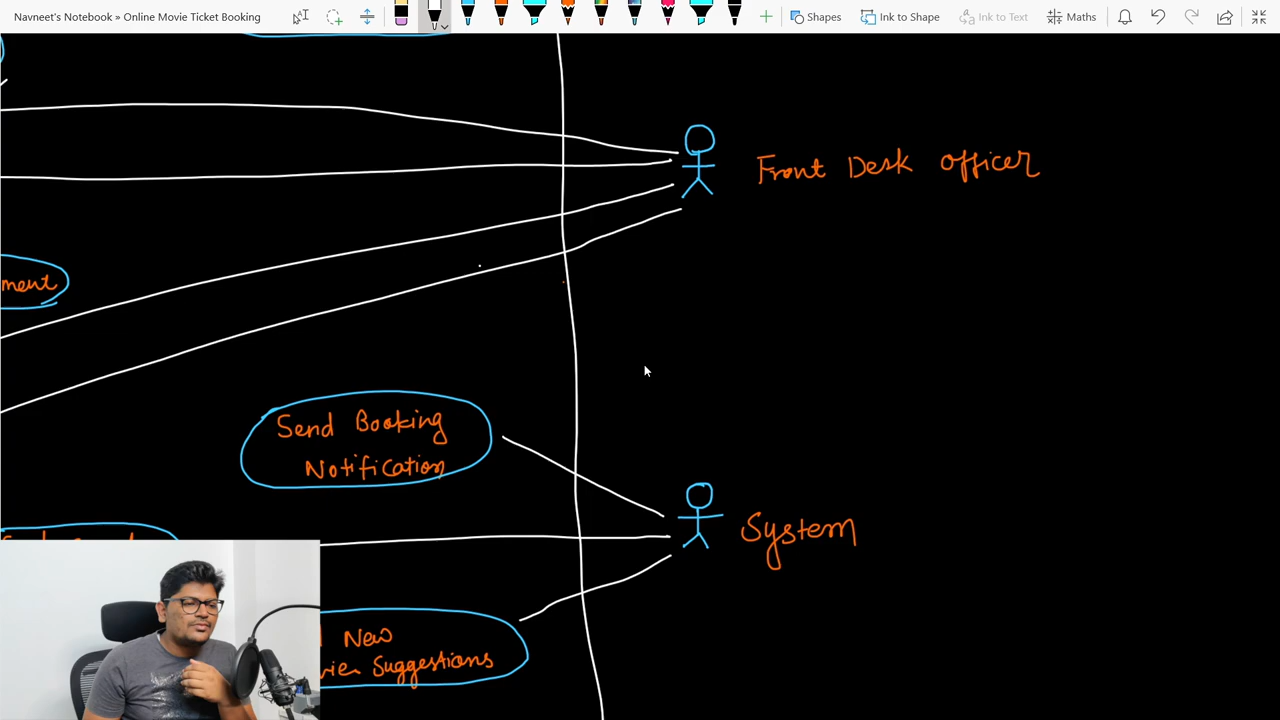 Navneet's Notebook » Online Movie Ticket Booking
Shapes
Ink to Shape
Ink to Text
Maths
Front Desk officer
ment
Send Booking
Notification
System
New
Suggestions